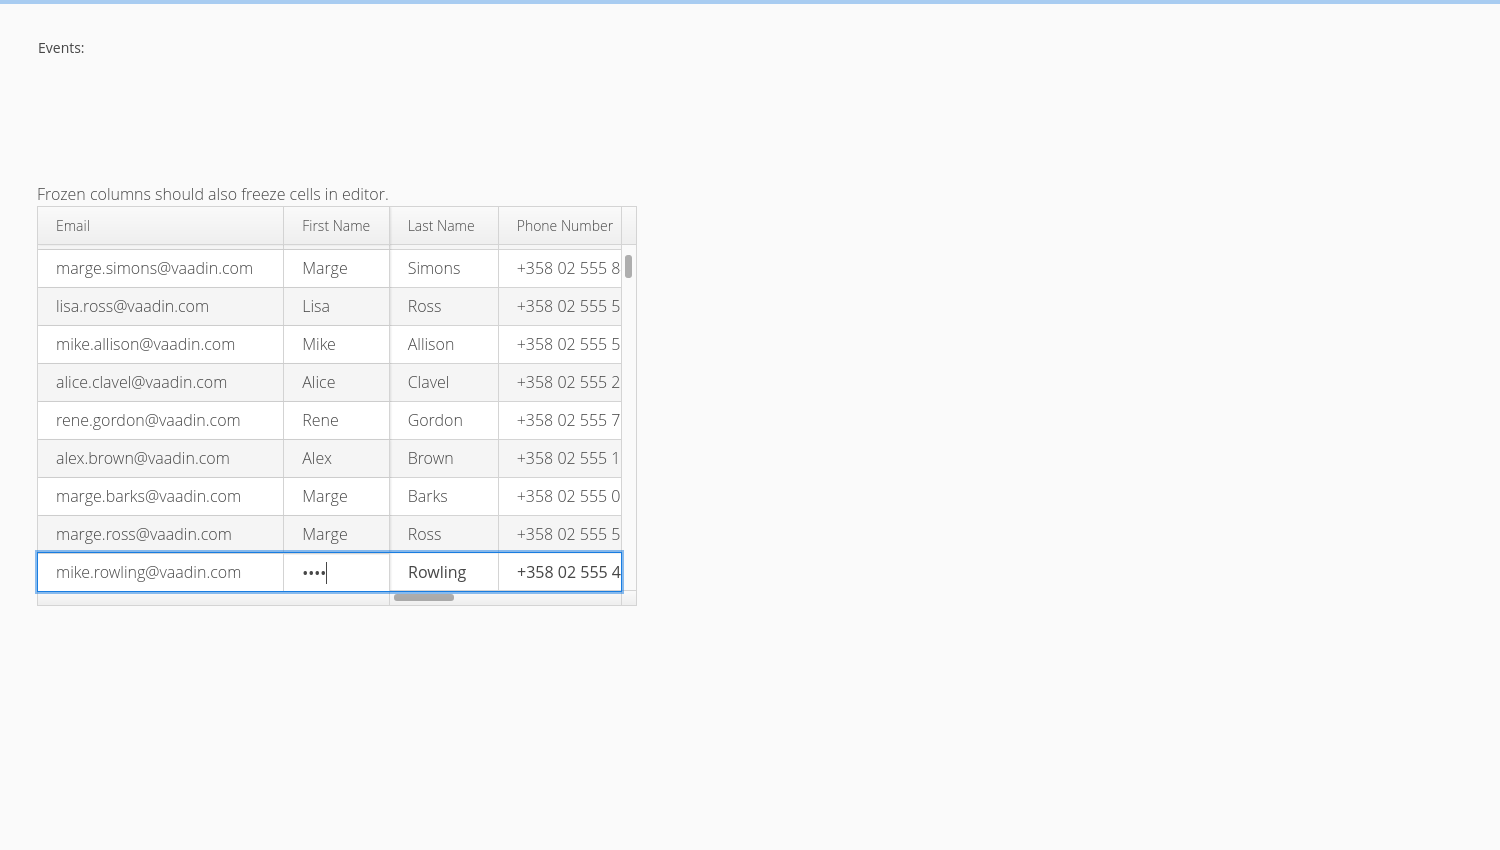 Events:
Frozen columns should also freeze cells in editor.
Email First Name Last Name Phone Number
marge.simons@vaadin.com Marge Simons +358 02 555 8
lisa.ross@vaadin.com Lisa Ross +358 02 555 5
mike.allison@vaadin.com Mike Allison +358 02 555 5
alice.clavel@vaadin.com Alice Clavel +358 02 555 2
rene.gordon@vaadin.com Rene Gordon +358 02 555 7
alex.brown@vaadin.com Alex Brown +358 02 555 1
marge.barks@vaadin.com Marge Barks +358 02 555 0
marge.ross@vaadin.com Marge Ross +358 02 555 5
mike.rowling@vaadin.com •••• Rowling +358 02 555 4